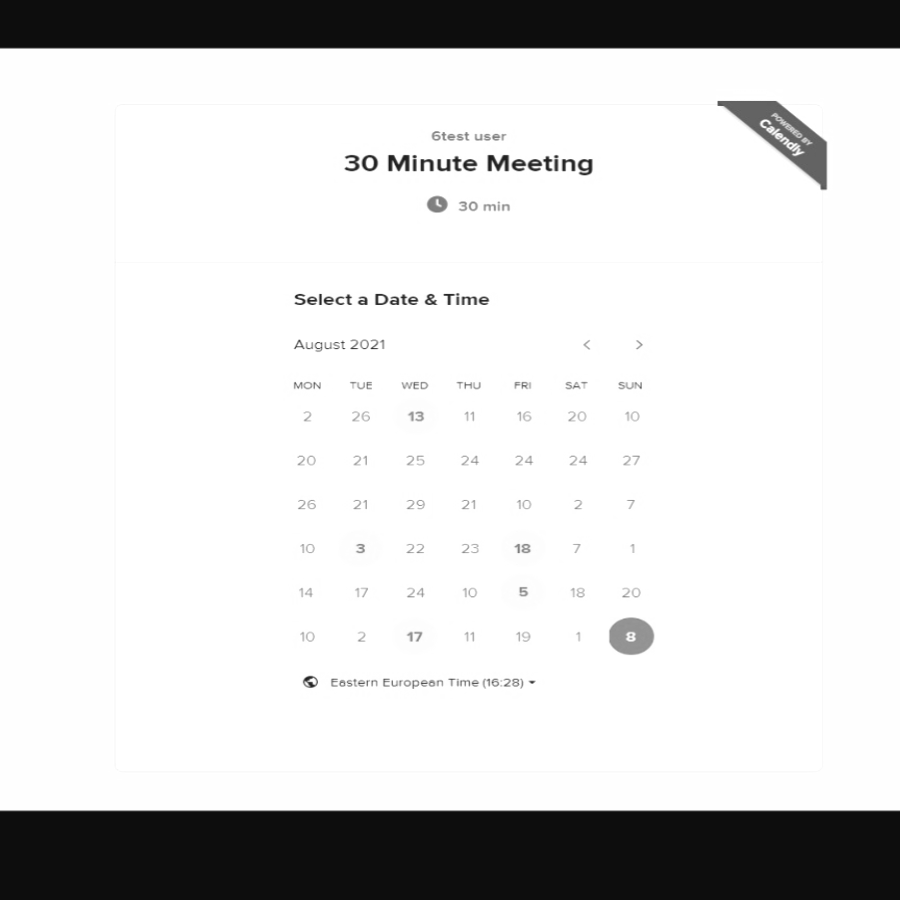 POWERED BY
Calendly
6test user
30 Minute Meeting
30 min
Select a Date & Time
August 2021
MON TUE WED THU FRI SAT SUN
2 26 13 11 16 20 10
20 21 25 24 24 24 27
26 21 29 21 10 2 7
10 3 22 23 18 7 1
14 17 24 10 5 18 20
10 2 17 11 19 1 8
Eastern European Time (16:28)